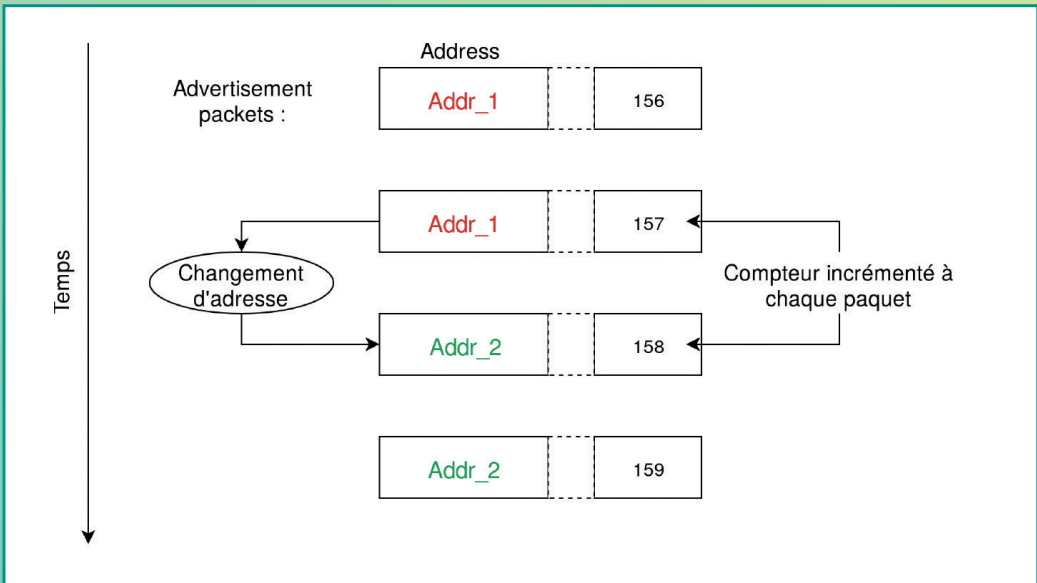 Address
Advertisement
packets :
Addr_1
156
Addr_1
157
Temps
Changement
d'adresse
Compteur incrémenté à
chaque paquet
Addr_2
158
Addr_2
159